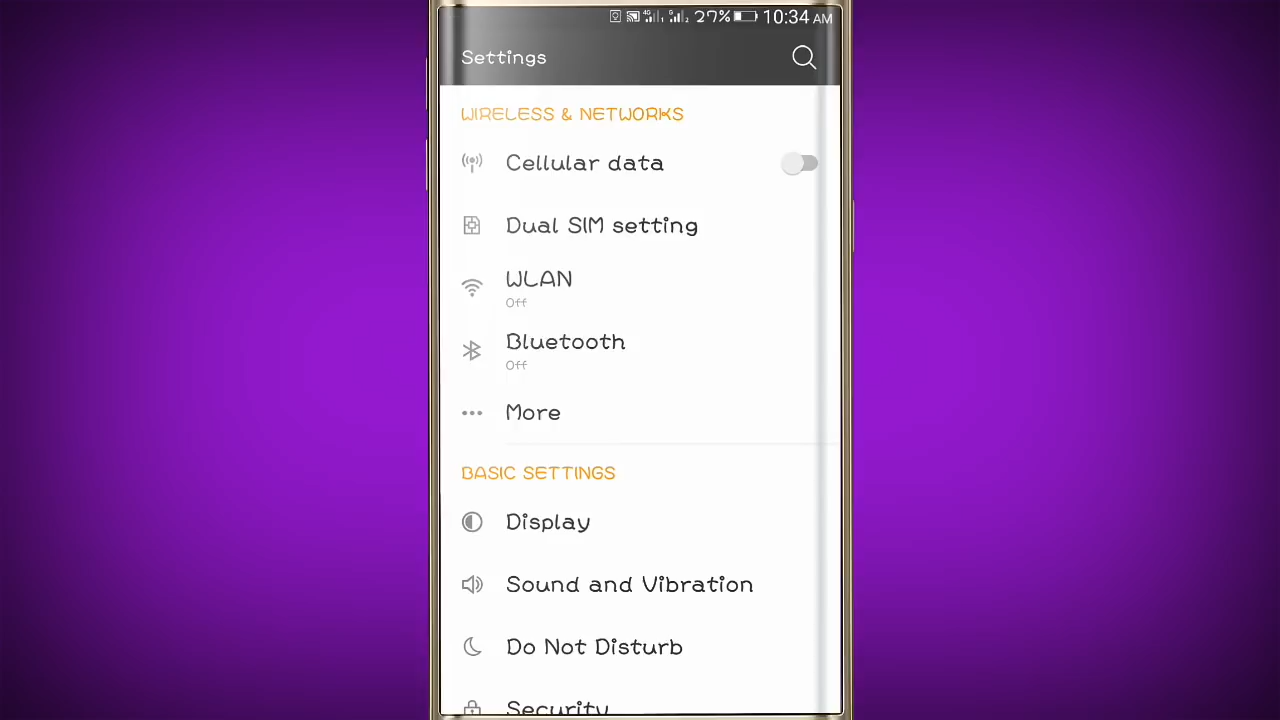 27% 10:34 AM
Settings
WIRELESS & NETWORKS
Cellular data
Dual SIM setting
WLAN
Off
Bluetooth
Off
More
BASIC SETTINGS
Display
Sound and Vibration
Do Not Disturb
Security